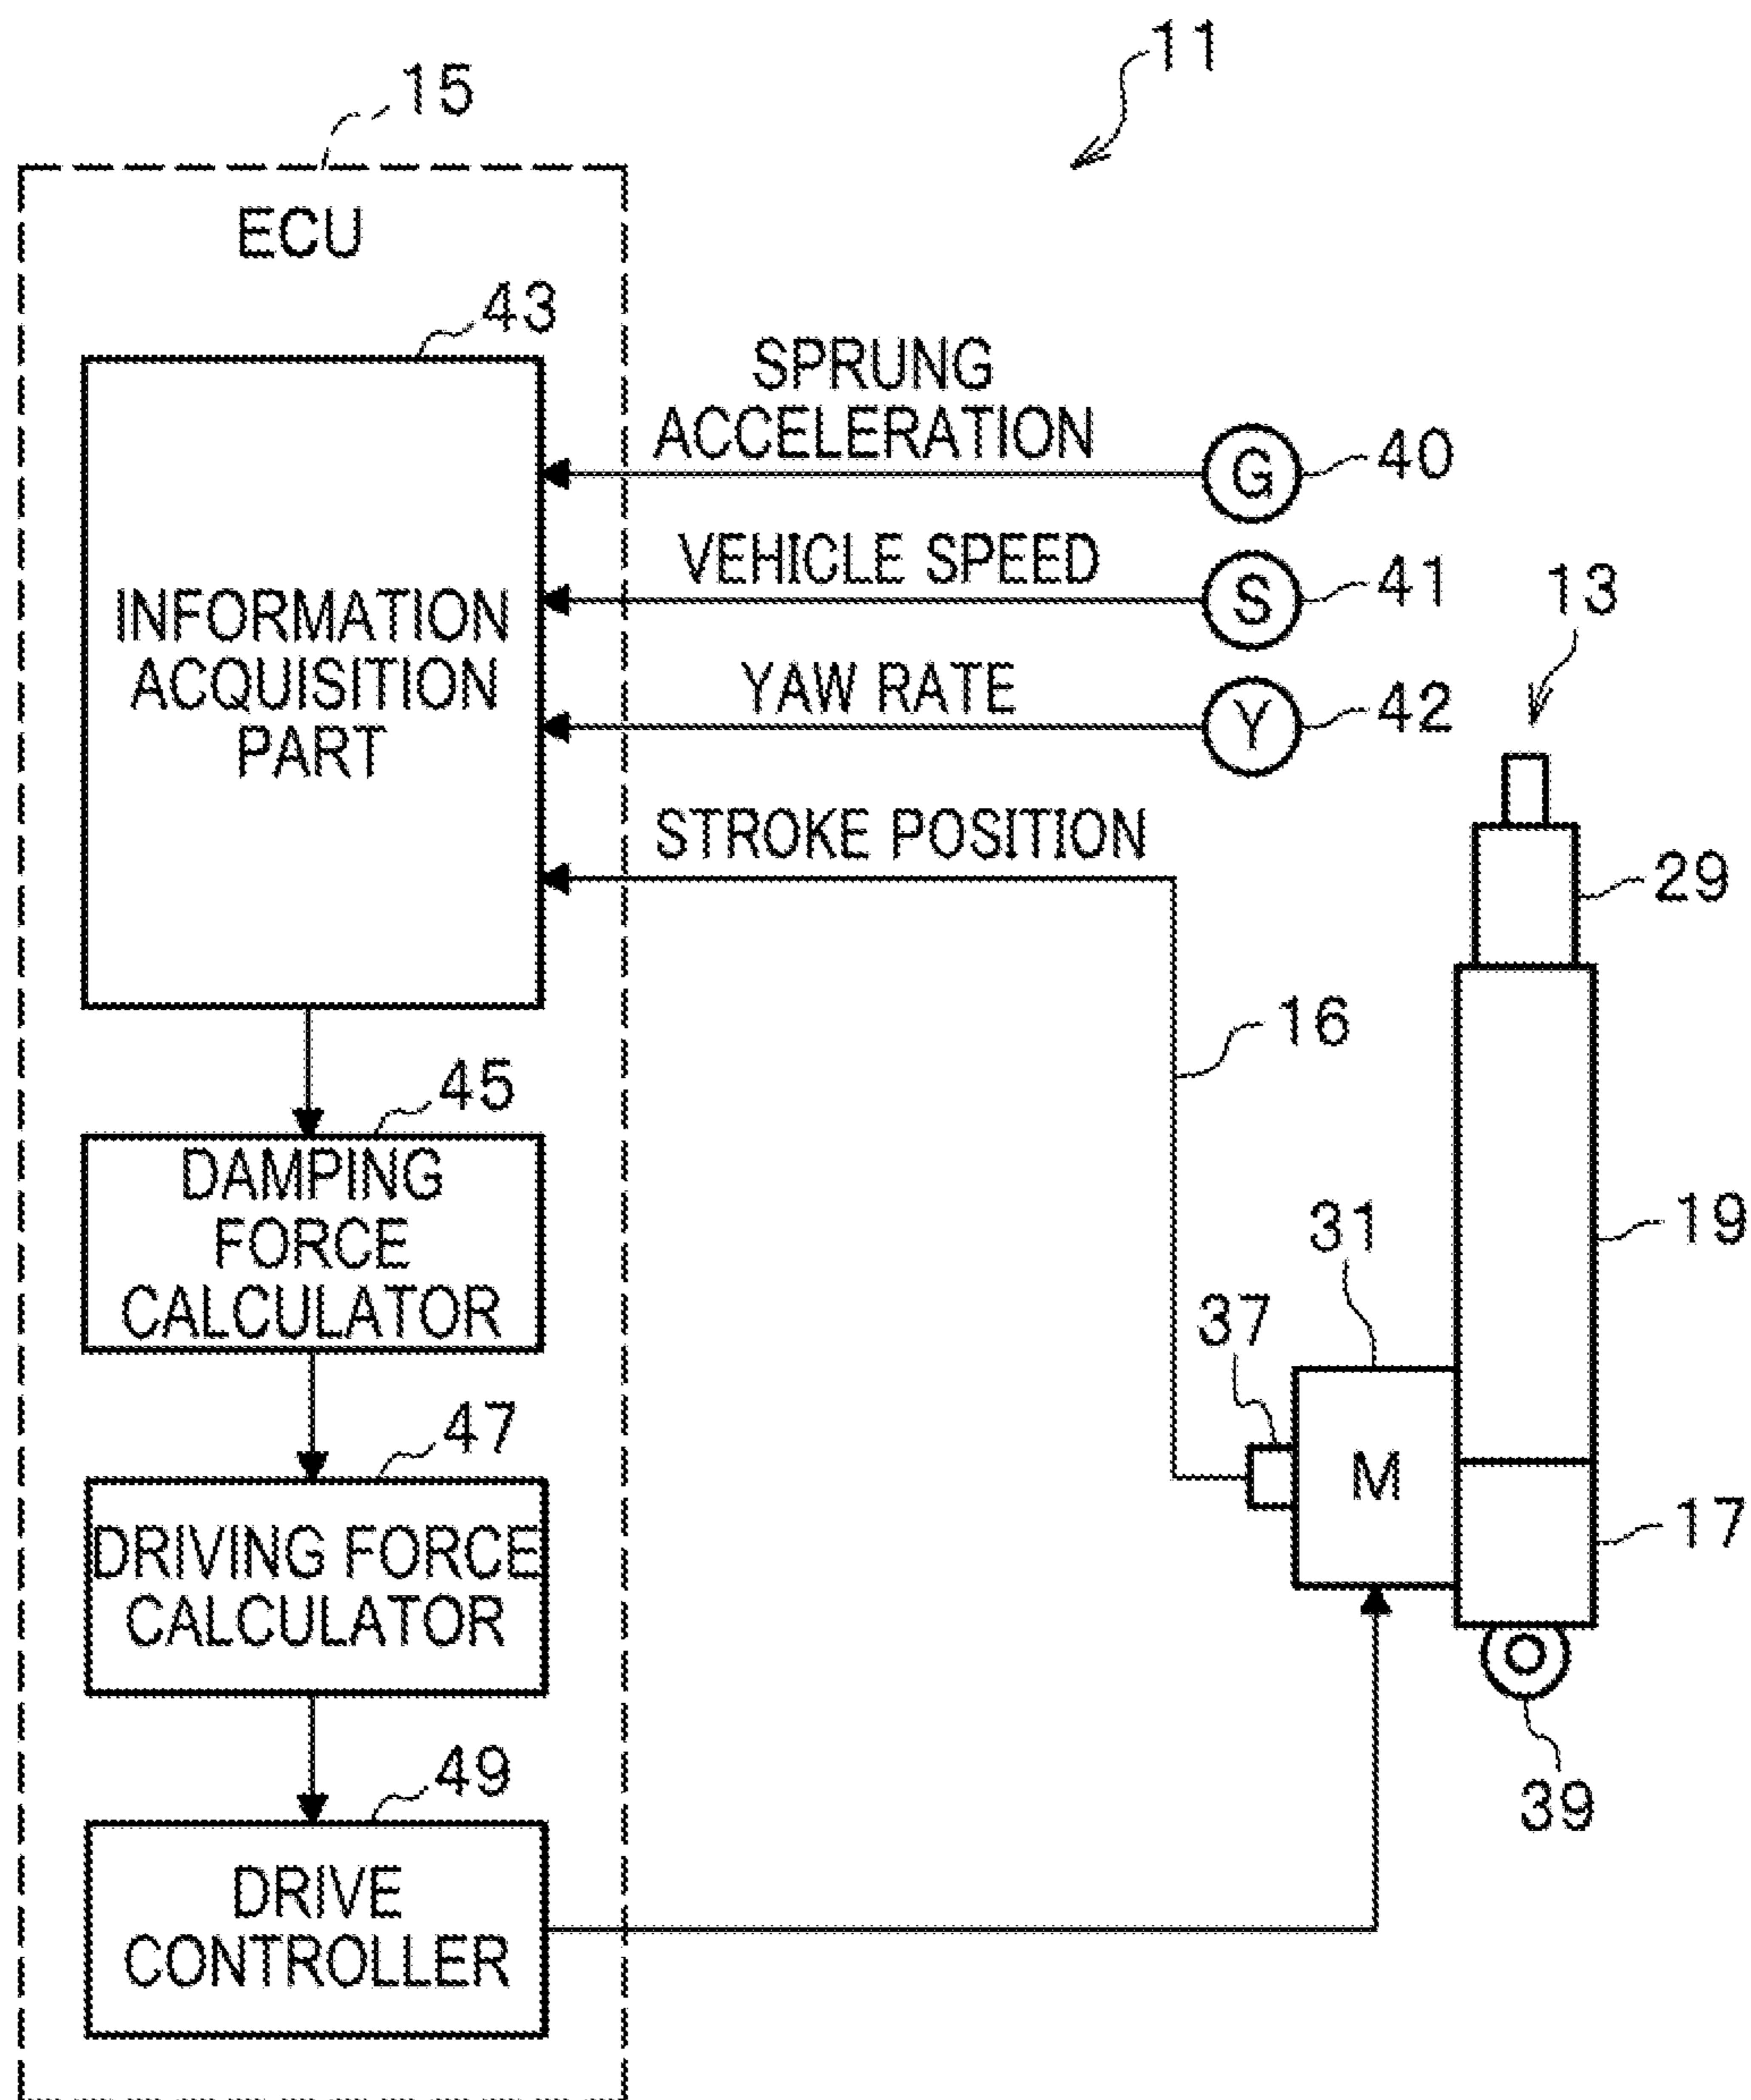 11
15
ECU
43
SPRUNG
ACCELERATION
G
40
VEHICLE SPEED
S
41
13
INFORMATION
ACQUISITION
PART
YAW RATE
Y
42
STROKE POSITION
29
16
45
DAMPING
FORCE
CALCULATOR
31
19
37
M
47
DRIVING FORCE
CALCULATOR
17
49
39
DRIVE
CONTROLLER